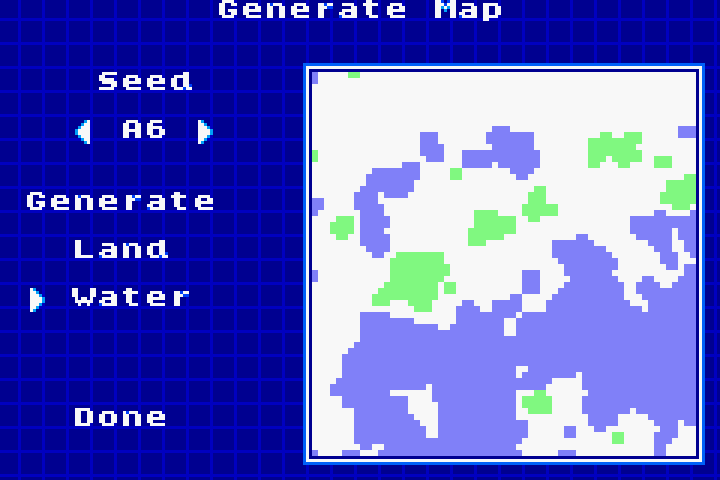 Generate Map
Seed
A6
Generate
Land
Water
Done